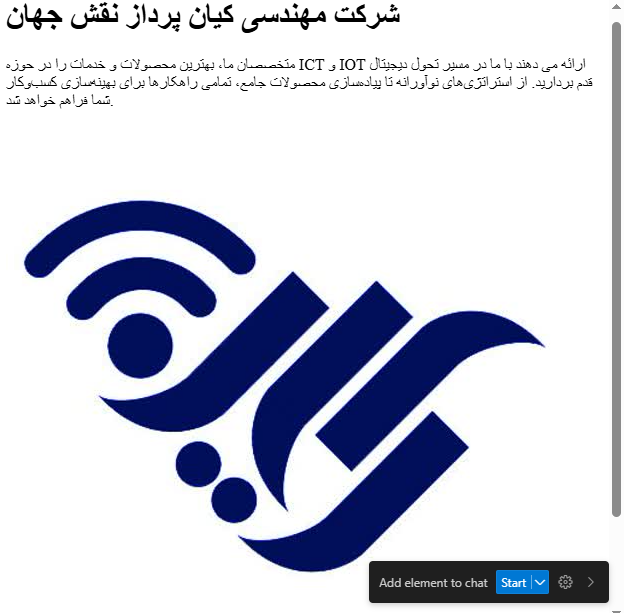 شرکت مهندسی کیان پرداز نقش جهان
متخصصان ما، بهترین محصولات و خدمات را در حوزه ICT و IOT ارائه می دهند با ما در مسیر تحول دیجیتال
قدم بردارید. از استراتژی‌های نوآورانه تا پیاده‌سازی محصولات جامع، تمامی راهکارها برای بهینه‌سازی کسب‌وکار
شما فراهم خواهد شد.
Add element to chat Start